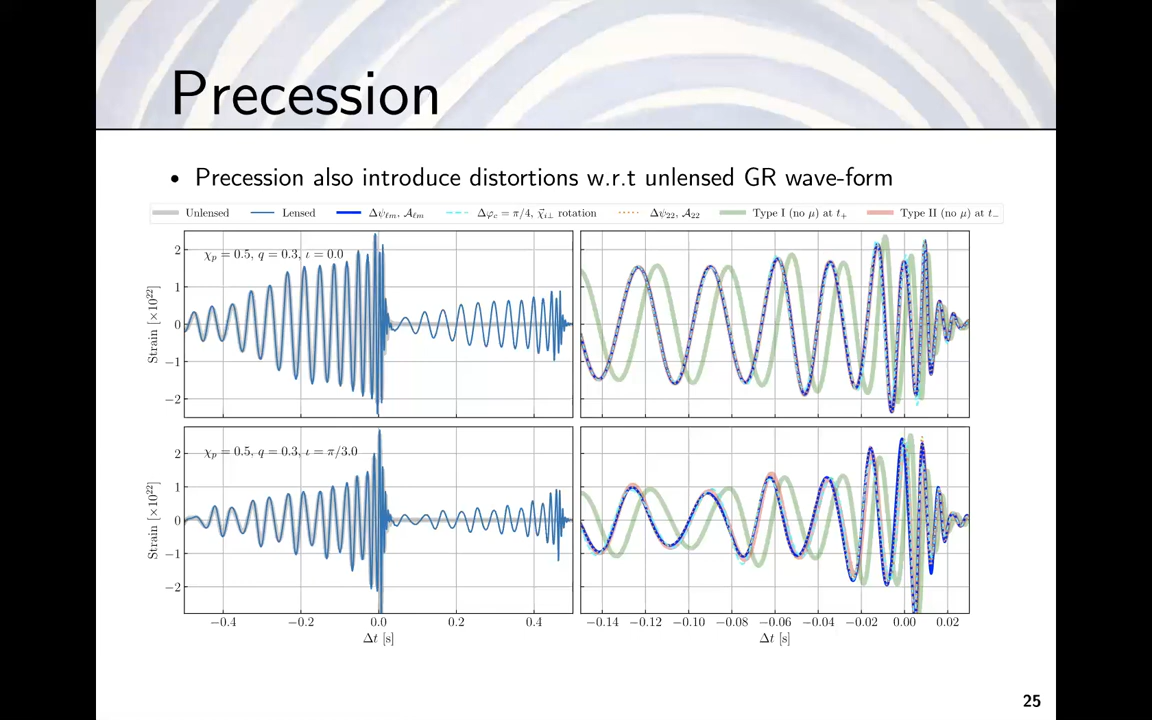 Precession
• Precession also introduce distortions w.r.t unlensed GR wave-form
Unlensed Lensed Δψℓm, 𝒜ℓm Δφc = π/4, χ⃗i⊥ rotation Δψ22, 𝒜22 Type I (no μ) at t+ Type II (no μ) at t−
χp = 0.5, q = 0.3, ι = 0.0
Strain [×10^22]
2
1
0
−1
−2
χp = 0.5, q = 0.3, ι = π/3.0
Strain [×10^22]
2
1
0
−1
−2
−0.4 −0.2 0.0 0.2 0.4
Δt [s]
−0.14 −0.12 −0.10 −0.08 −0.06 −0.04 −0.02 0.00 0.02
Δt [s]
25